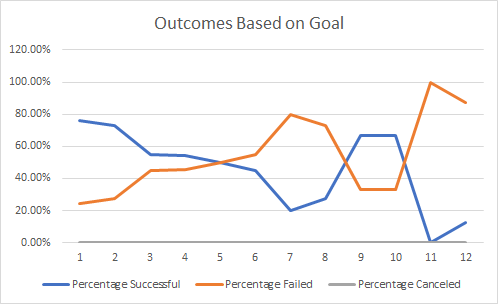 Outcomes Based on Goal
120.00%
100.00%
80.00%
60.00%
40.00%
20.00%
0.00%
1 2 3 4 5 6 7 8 9 10 11 12
Percentage Successful Percentage Failed Percentage Canceled